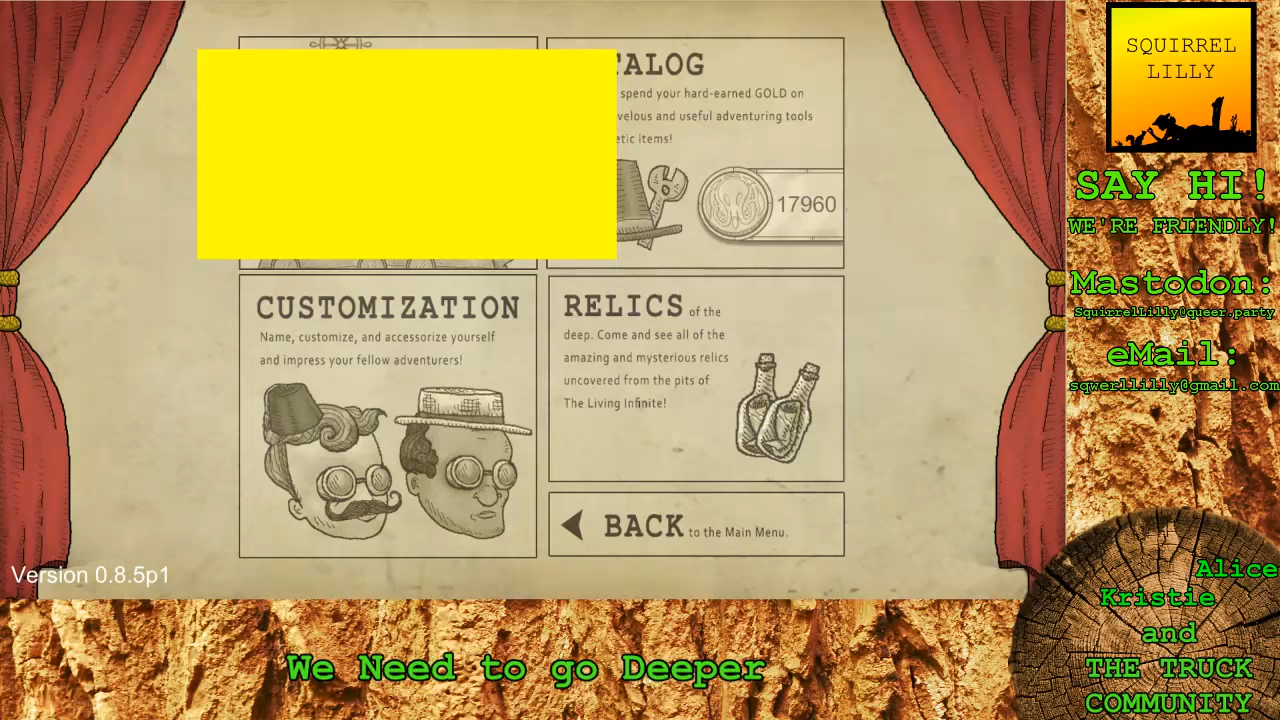 TALOG
spend your hard-earned GOLD on
velous and useful adventuring tools
etic items!
17960
CUSTOMIZATION
Name, customize, and accessorize yourself
and impress your fellow adventurers!
RELICS of the
deep. Come and see all of the
amazing and mysterious relics
uncovered from the pits of
The Living Infinite!
BACK to the Main Menu.
Version 0.8.5p1
We Need to go Deeper
SQUIRREL
LILLY
SAY HI!
WE'RE FRIENDLY!
Mastodon:
SquirrelLilly@queer.party
eMail:
sqwerllilly@gmail.com
Alice
Kristie
and
THE TRUCK
COMMUNITY